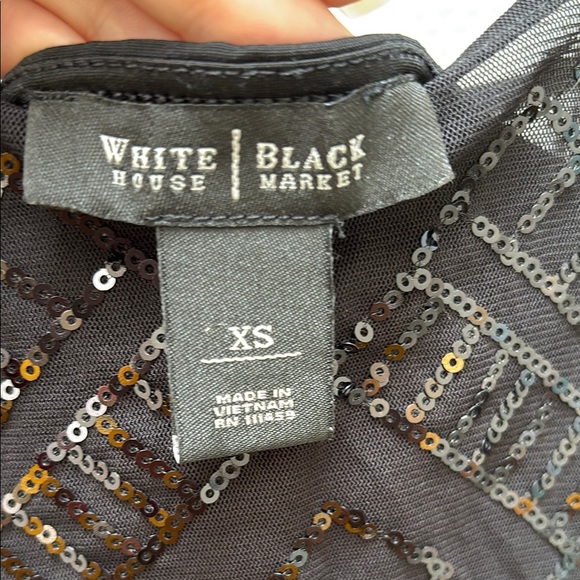 WHITE | BLACK
HOUSE | MARKET
XS
MADE IN
VIETNAM
RN 111459